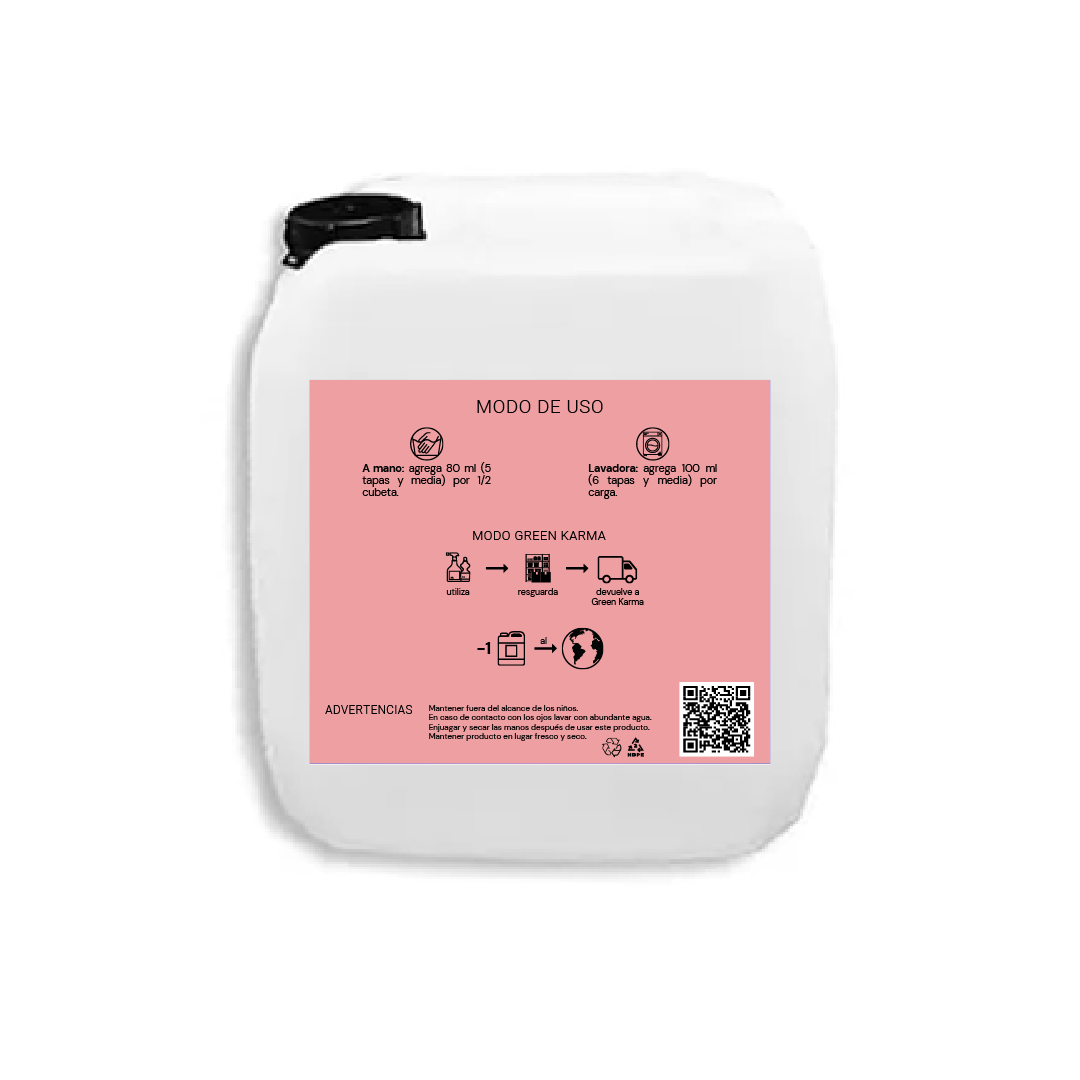 MODO DE USO
A mano: agrega 80 ml (5
tapas y media) por 1/2
cubeta.
Lavadora: agrega 100 ml
(6 tapas y media) por
carga.
MODO GREEN KARMA
utiliza
resguarda
devuelve a
Green Karma
-1
al
ADVERTENCIAS
Mantener fuera del alcance de los niños.
En caso de contacto con los ojos lavar con abundante agua.
Enjuagar y secar las manos después de usar este producto.
Mantener producto en lugar fresco y seco.
HDPE